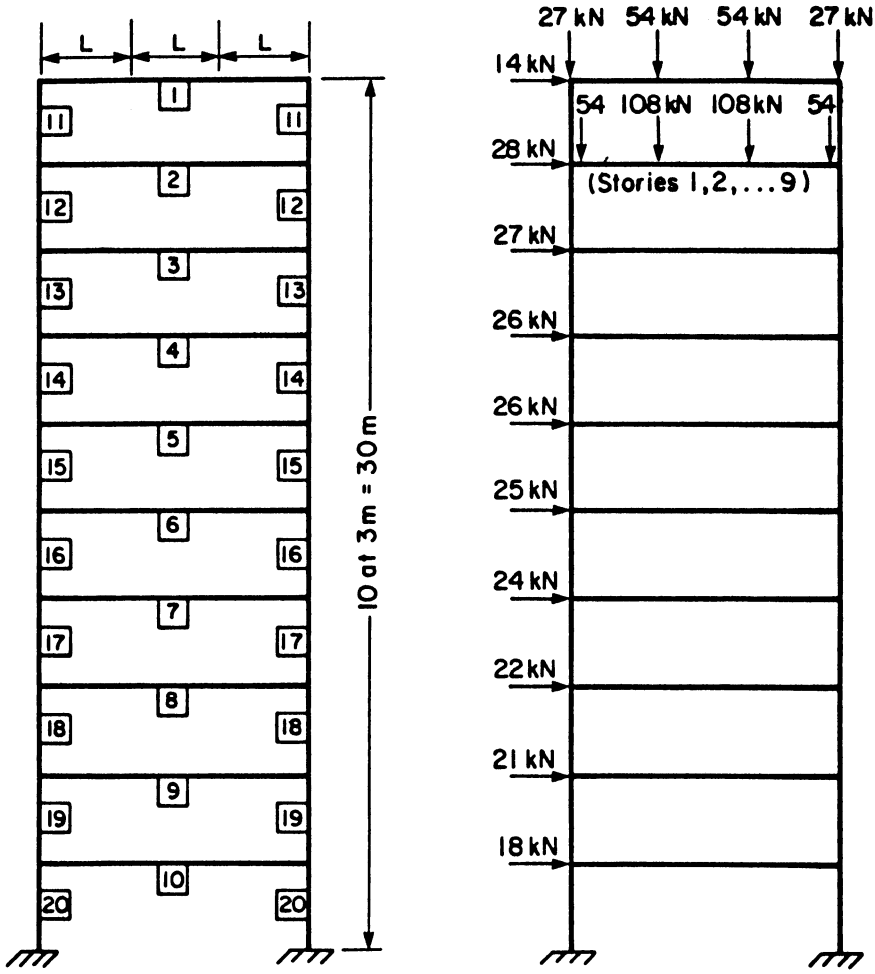 L L L
1
11 11
2
12 12
3
13 13
4
14 14
5
15 15
6
16 16
7
17 17
8
18 18
9
19 19
10
20 20
10 at 3m = 30m
27 kN 54 kN 54 kN 27 kN
14 kN
54 108 kN 108 kN 54
28 kN
(Stories 1,2,...9)
27 kN
26 kN
26 kN
25 kN
24 kN
22 kN
21 kN
18 kN